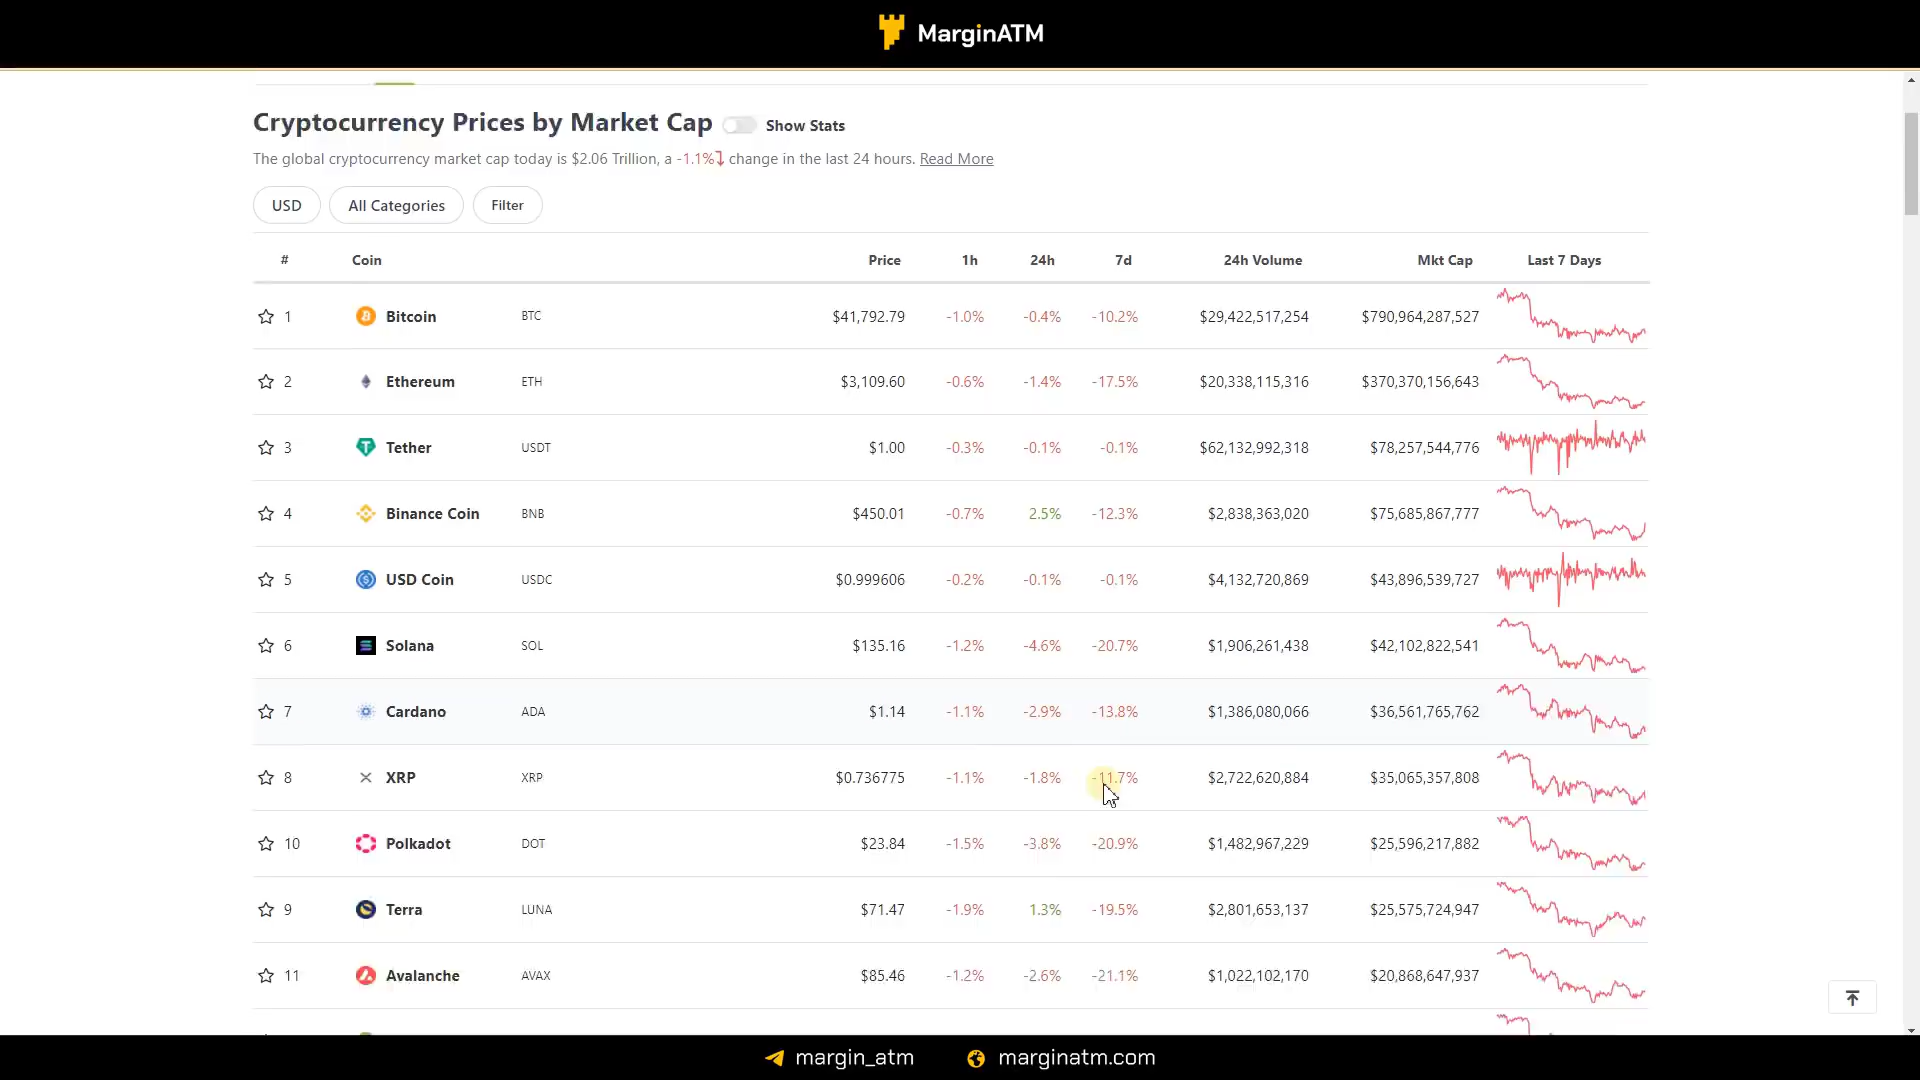 MarginATM
Cryptocurrency Prices by Market Cap Show Stats
The global cryptocurrency market cap today is $2.06 Trillion, a -1.1% change in the last 24 hours. Read More
USD All Categories Filter
# Coin Price 1h 24h 7d 24h Volume Mkt Cap Last 7 Days
1 Bitcoin BTC $41,792.79 -1.0% -0.4% -10.2% $29,422,517,254 $790,964,287,527
2 Ethereum ETH $3,109.60 -0.6% -1.4% -17.5% $20,338,115,316 $370,370,156,643
3 Tether USDT $1.00 -0.3% -0.1% -0.1% $62,132,992,318 $78,257,544,776
4 Binance Coin BNB $450.01 -0.7% 2.5% -12.3% $2,838,363,020 $75,685,867,777
5 USD Coin USDC $0.999606 -0.2% -0.1% -0.1% $4,132,720,869 $43,896,539,727
6 Solana SOL $135.16 -1.2% -4.6% -20.7% $1,906,261,438 $42,102,822,541
7 Cardano ADA $1.14 -1.1% -2.9% -13.8% $1,386,080,066 $36,561,765,762
8 XRP XRP $0.736775 -1.1% -1.8% -11.7% $2,722,620,884 $35,065,357,808
10 Polkadot DOT $23.84 -1.5% -3.8% -20.9% $1,482,967,229 $25,596,217,882
9 Terra LUNA $71.47 -1.9% 1.3% -19.5% $2,801,653,137 $25,575,724,947
11 Avalanche AVAX $85.46 -1.2% -2.6% -21.1% $1,022,102,170 $20,868,647,937
margin_atm marginatm.com